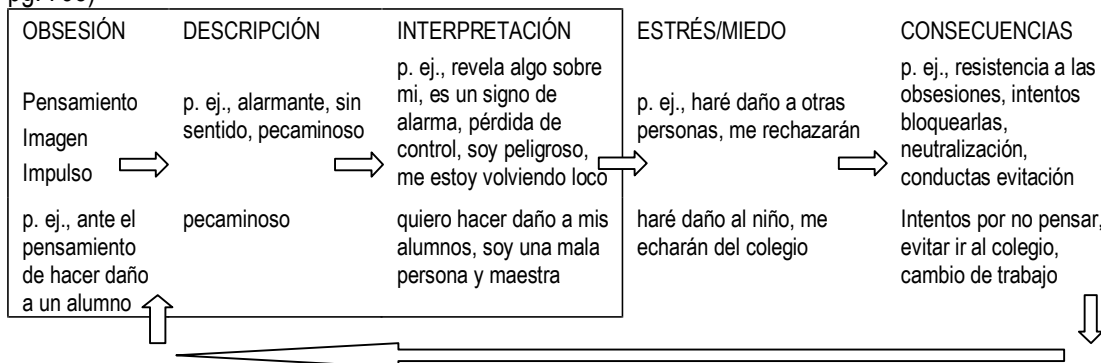 OBSESIÓN
Pensamiento
Imagen
Impulso
p. ej., ante el
pensamiento
de hacer daño
a un alumno
DESCRIPCIÓN
p. ej., alarmante, sin
sentido, pecaminoso
pecaminoso
INTERPRETACIÓN
p. ej., revela algo sobre
mi, es un signo de
alarma, pérdida de
control, soy peligroso,
me estoy volviendo loco
quiero hacer daño a mis
alumnos, soy una mala
persona y maestra
ESTRÉS/MIEDO
p. ej., haré daño a otras
personas, me rechazarán
haré daño al niño, me
echarán del colegio
CONSECUENCIAS
p. ej., resistencia a las
obsesiones, intentos
bloquearlas,
neutralización,
conductas evitación
Intentos por no pensar,
evitar ir al colegio,
cambio de trabajo